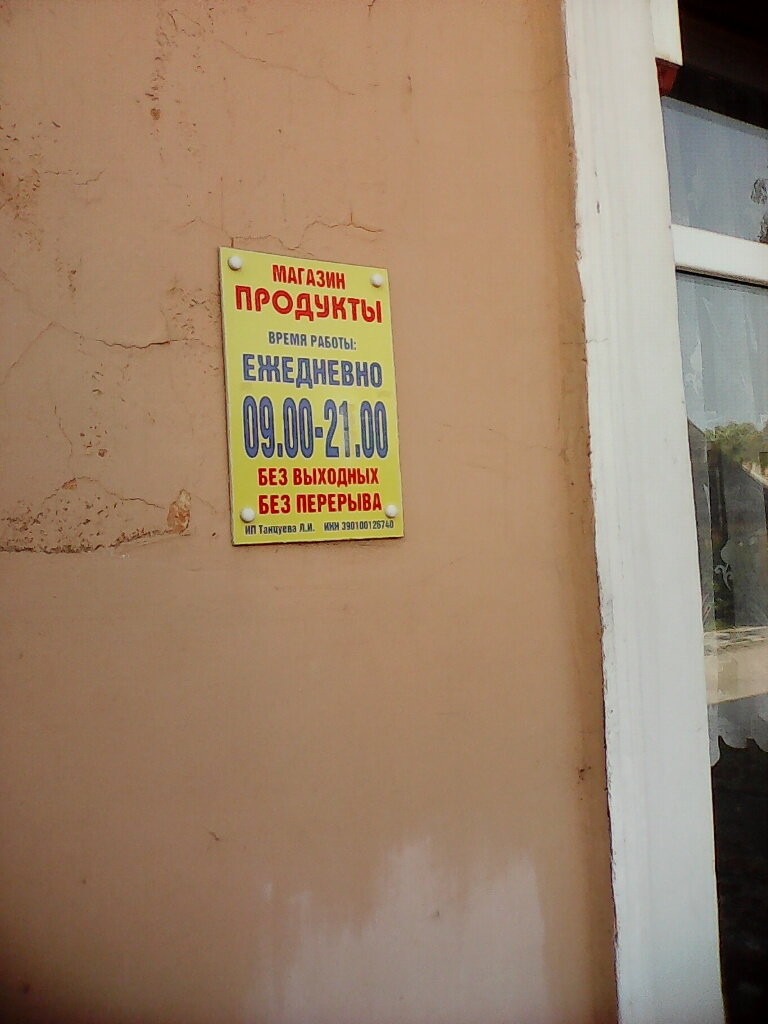 МАГАЗИН
ПРОДУКТЫ
ВРЕМЯ РАБОТЫ:
ЕЖЕДНЕВНО
09.00-21.00
БЕЗ ВЫХОДНЫХ
БЕЗ ПЕРЕРЫВА
ИП Танцуева Л.И. ИНН 390100126740